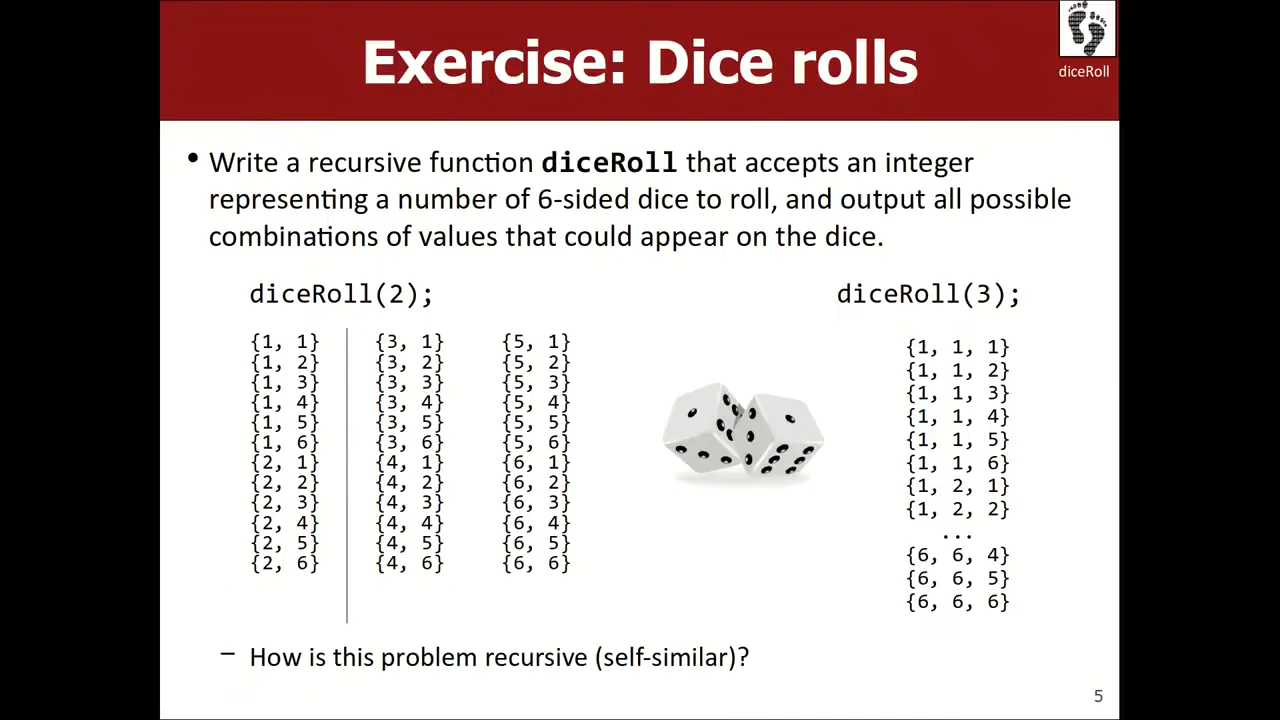 Exercise: Dice rolls
diceRoll
• Write a recursive function diceRoll that accepts an integer
representing a number of 6-sided dice to roll, and output all possible
combinations of values that could appear on the dice.
diceRoll(2);
{1, 1}
{1, 2}
{1, 3}
{1, 4}
{1, 5}
{1, 6}
{2, 1}
{2, 2}
{2, 3}
{2, 4}
{2, 5}
{2, 6}
{3, 1}
{3, 2}
{3, 3}
{3, 4}
{3, 5}
{3, 6}
{4, 1}
{4, 2}
{4, 3}
{4, 4}
{4, 5}
{4, 6}
{5, 1}
{5, 2}
{5, 3}
{5, 4}
{5, 5}
{5, 6}
{6, 1}
{6, 2}
{6, 3}
{6, 4}
{6, 5}
{6, 6}
diceRoll(3);
{1, 1, 1}
{1, 1, 2}
{1, 1, 3}
{1, 1, 4}
{1, 1, 5}
{1, 1, 6}
{1, 2, 1}
{1, 2, 2}
...
{6, 6, 4}
{6, 6, 5}
{6, 6, 6}
– How is this problem recursive (self-similar)?
5